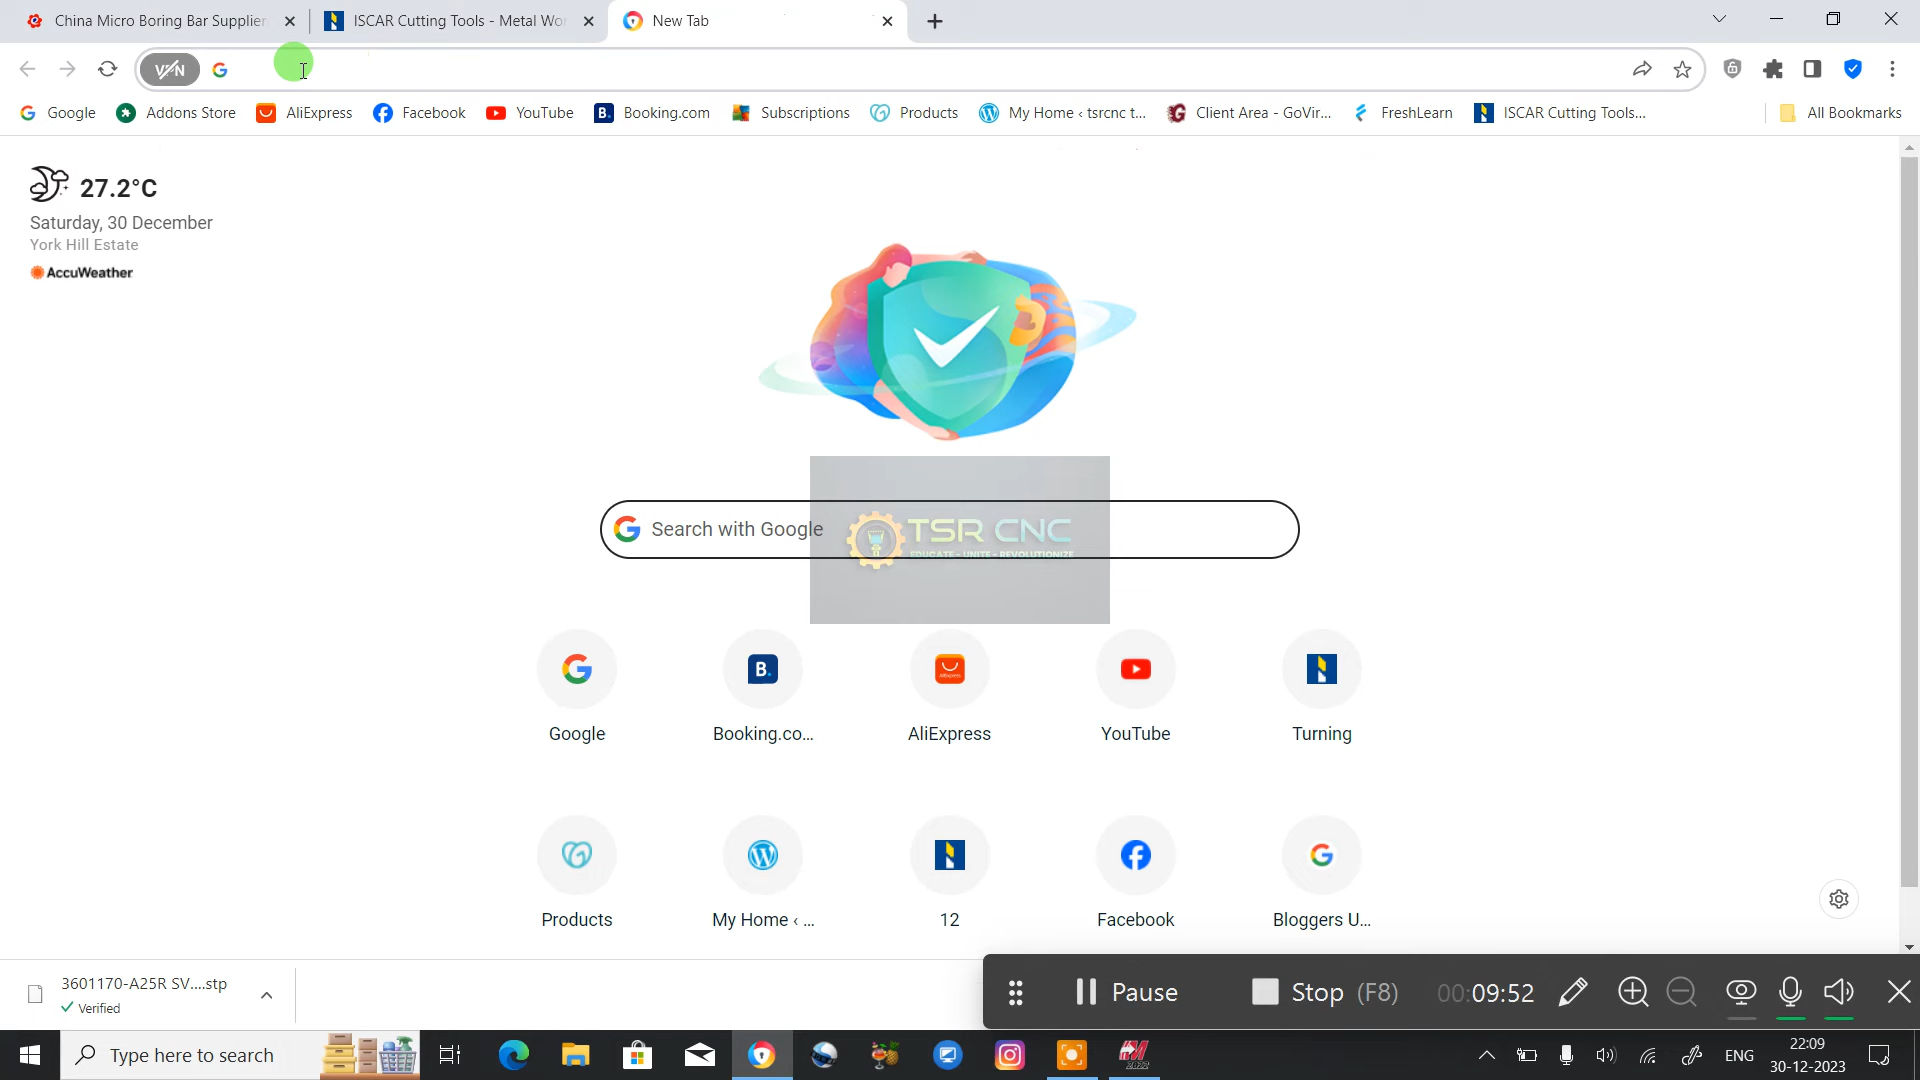 China Micro Boring Bar Supplier
ISCAR Cutting Tools - Metal Wo
New Tab
VPN
Google
Addons Store
AliExpress
Facebook
YouTube
Booking.com
Subscriptions
Products
My Home ‹ tsrcnc t...
Client Area - GoVir...
FreshLearn
ISCAR Cutting Tools...
All Bookmarks
27.2°C
Saturday, 30 December
York Hill Estate
AccuWeather
Search with Google
TSR CNC
EDUCATE - UNITE - REVOLUTIONIZE
Google
Booking.co...
AliExpress
YouTube
Turning
Products
My Home ‹ ...
12
Facebook
Bloggers U...
3601170-A25R SV....stp
Verified
Pause
Stop (F8)
00:09:52
Type here to search
ENG
22:09
30-12-2023